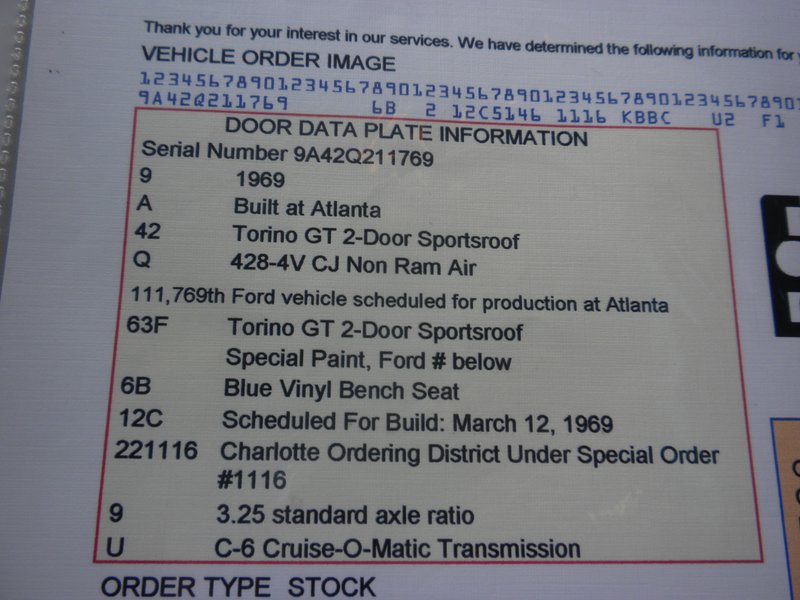 Thank you for your interest in our services. We have determined the following information for
VEHICLE ORDER IMAGE
123456789012345678901234567890123456789012345678901
9A42Q211769 6B 2 12C5146 1116 KBBC U2 F1
DOOR DATA PLATE INFORMATION
Serial Number 9A42Q211769
9 1969
A Built at Atlanta
42 Torino GT 2-Door Sportsroof
Q 428-4V CJ Non Ram Air
111,769th Ford vehicle scheduled for production at Atlanta
63F Torino GT 2-Door Sportsroof
Special Paint, Ford # below
6B Blue Vinyl Bench Seat
12C Scheduled For Build: March 12, 1969
221116 Charlotte Ordering District Under Special Order
#1116
9 3.25 standard axle ratio
U C-6 Cruise-O-Matic Transmission
ORDER TYPE STOCK